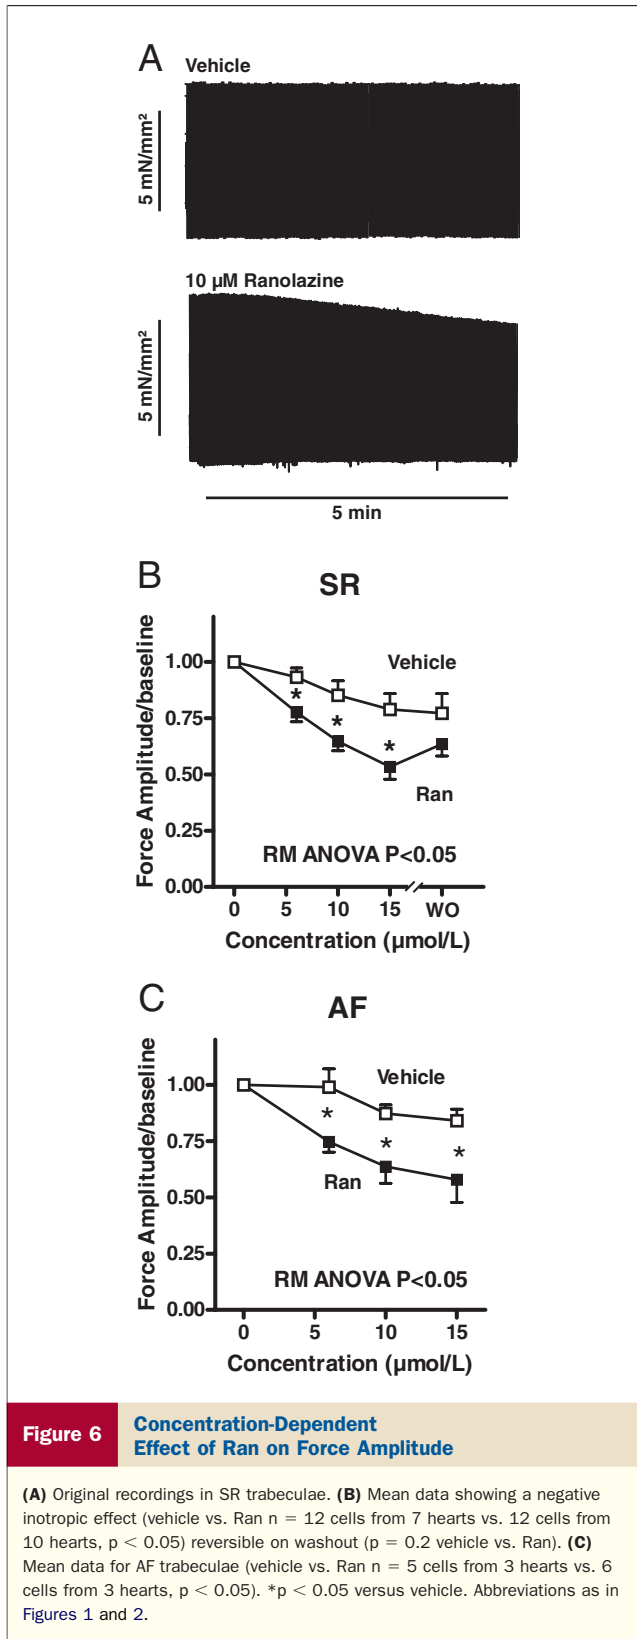 A
Vehicle
5 mN/mm²
10 µM Ranolazine
5 mN/mm²
5 min
B
SR
Force Amplitude/baseline
1.00
0.75
0.50
0.25
0.00
Vehicle
*
*
*
Ran
RM ANOVA P<0.05
0 5 10 15 WO
Concentration (µmol/L)
C
AF
Force Amplitude/baseline
1.00
0.75
0.50
0.25
0.00
Vehicle
*
*
*
Ran
RM ANOVA P<0.05
0 5 10 15
Concentration (µmol/L)
Figure 6
Concentration-Dependent
Effect of Ran on Force Amplitude
(A) Original recordings in SR trabeculae. (B) Mean data showing a negative
inotropic effect (vehicle vs. Ran n = 12 cells from 7 hearts vs. 12 cells from
10 hearts, p < 0.05) reversible on washout (p = 0.2 vehicle vs. Ran). (C)
Mean data for AF trabeculae (vehicle vs. Ran n = 5 cells from 3 hearts vs. 6
cells from 3 hearts, p < 0.05). *p < 0.05 versus vehicle. Abbreviations as in
Figures 1 and 2.